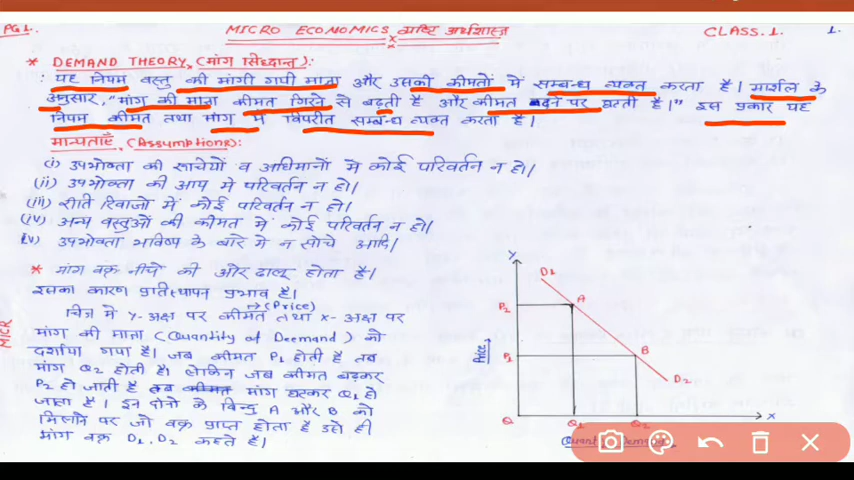 PG1.
MICRO ECONOMICS व्यष्टि अर्थशास्त्र
CLASS.1.
1.
* DEMAND THEORY, (मांग सिद्धान्त):
यह नियम वस्तु की मांगी गयी मात्रा और उसकी कीमतों में सम्बन्ध व्यक्त करता है। मार्शल के
अनुसार, "मांग की मात्रा कीमत गिरने से बढ़ती है और कीमत बढ़ने पर घटती है।" इस प्रकार यह
नियम कीमत तथा मांग में विपरीत सम्बन्ध व्यक्त करता है।
मान्यताएँ, (Assumptions):
(i) उपभोक्ता की रूचियों व अधिमानों में कोई परिवर्तन न हो।
(ii) उपभोक्ता की आय में परिवर्तन न हो।
(iii) रीति रिवाजो में कोई परिवर्तन न हो।
(iv) अन्य वस्तुओं की कीमत में कोई परिवर्तन न हो।
(v) उपभोक्ता भविष्य के बारे में न सोचे आदि।
* मांग वक्र नीचे की ओर ढालू होता है।
इसका कारण प्रतिस्थापन प्रभाव है।
चित्र में y-अक्ष पर कीमत (Price) तथा x-अक्ष पर
मांग की मात्रा (Quantity of Deemand) को
दर्शाया गया है। जब कीमत P1 होती है तब
मांग Q2 होती है। लेकिन जब कीमत बढ़कर
P2 हो जाती है तब कीमत मांग घटकर Q1 हो
जाता है। इन दोनो के बिन्दु A और B को
मिलाने पर जो वक्र प्राप्त होता है उसे ही
मांग वक्र D1.D2 कहते है।
MICR
Y
D1
P2
A
Price
P1
B
D2
Q
Q1
Q2
X